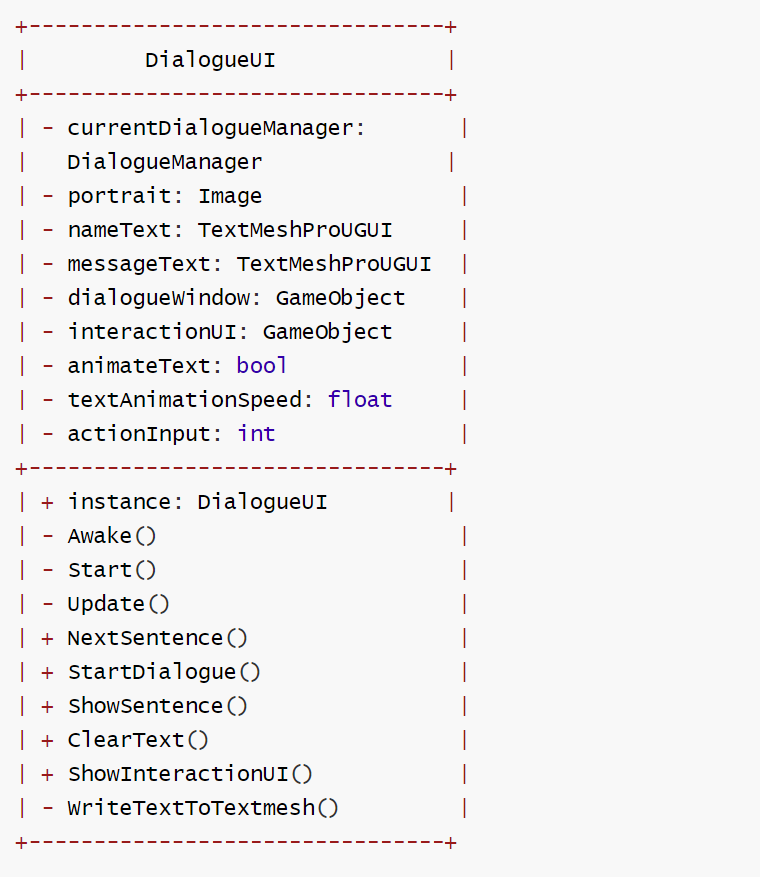 +--------------------------------+
|         DialogueUI             |
+--------------------------------+
| - currentDialogueManager:       |
|   DialogueManager              |
| - portrait: Image               |
| - nameText: TextMeshProUGUI     |
| - messageText: TextMeshProUGUI  |
| - dialogueWindow: GameObject    |
| - interactionUI: GameObject     |
| - animateText: bool             |
| - textAnimationSpeed: float     |
| - actionInput: int              |
+--------------------------------+
| + instance: DialogueUI         |
| - Awake()                       |
| - Start()                       |
| - Update()                      |
| + NextSentence()                |
| + StartDialogue()               |
| + ShowSentence()                |
| + ClearText()                   |
| + ShowInteractionUI()           |
| - WriteTextToTextmesh()         |
+--------------------------------+